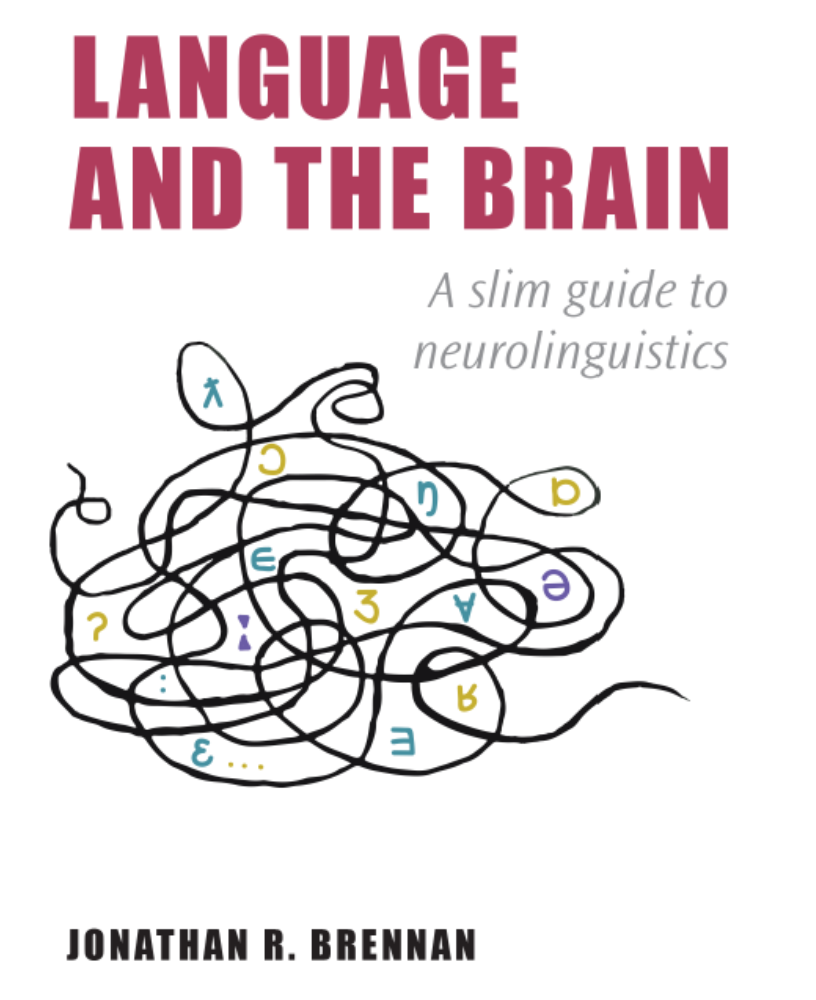 LANGUAGE
AND THE BRAIN
A slim guide to
neurolinguistics
ƛ
Ɔ
ŋ
ɒ
ə
ɛ
...
ʒ
∀
ʁ
ʔ
:
∃
JONATHAN R. BRENNAN